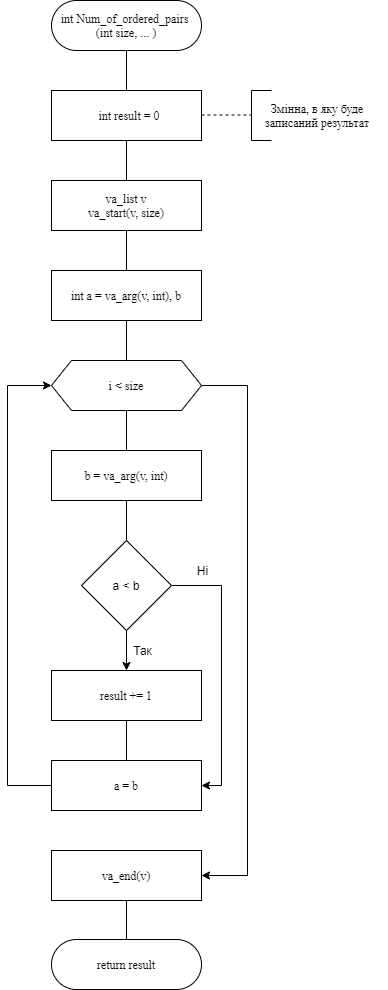 int Num_of_ordered_pairs
(int size, ... )
int result = 0
Змінна, в яку буде
записаний результат
va_list v
va_start(v, size)
int a = va_arg(v, int), b
i < size
b = va_arg(v, int)
a < b
Ні
Так
result += 1
a = b
va_end(v)
return result